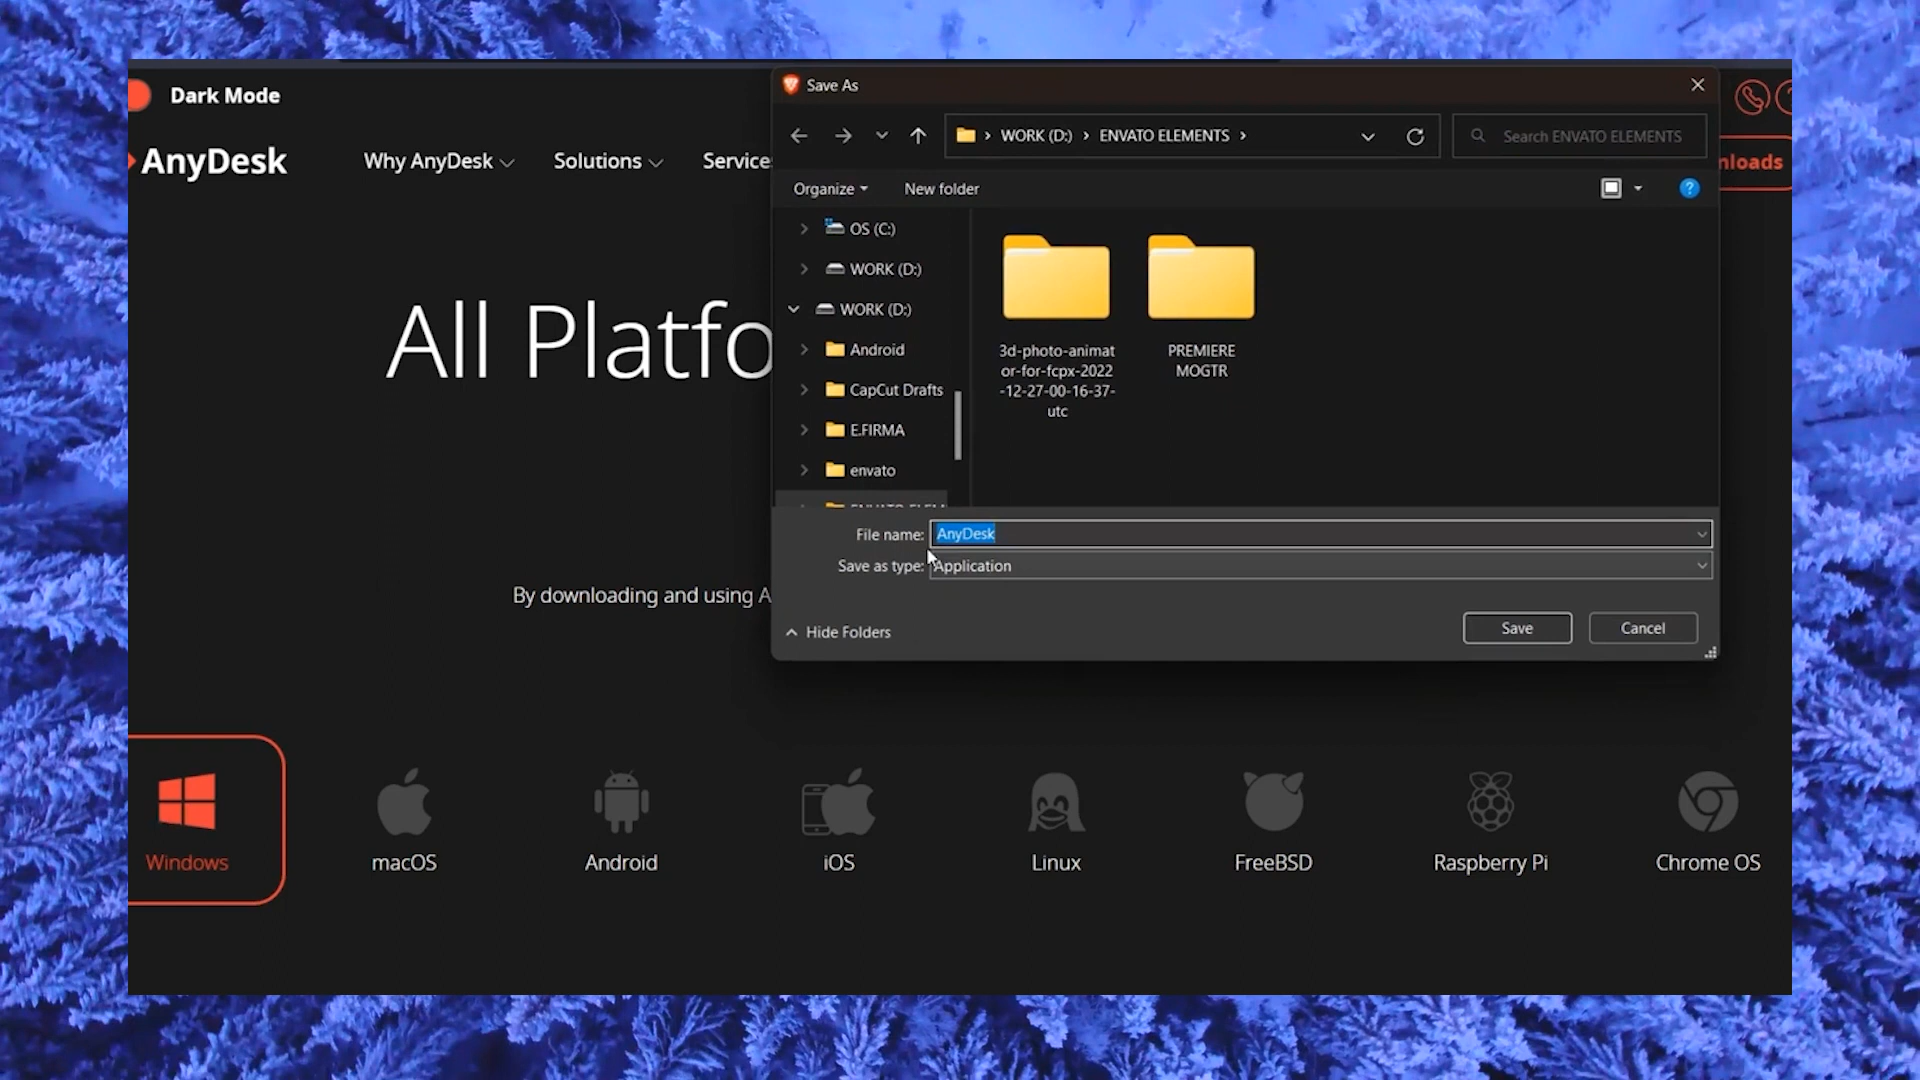 Dark Mode
AnyDesk
Why AnyDesk
Solutions
Service
nloads
All Platfo
By downloading and using A
Save As
WORK (D:) > ENVATO ELEMENTS >
Search ENVATO ELEMENTS
Organize
New folder
OS (C:)
WORK (D:)
WORK (D:)
Android
CapCut Drafts
E.FIRMA
envato
3d-photo-animat
or-for-fcpx-2022
-12-27-00-16-37-
utc
PREMIERE
MOGTR
File name: AnyDesk
Save as type: Application
Hide Folders
Save
Cancel
Windows
macOS
Android
iOS
Linux
FreeBSD
Raspberry Pi
Chrome OS